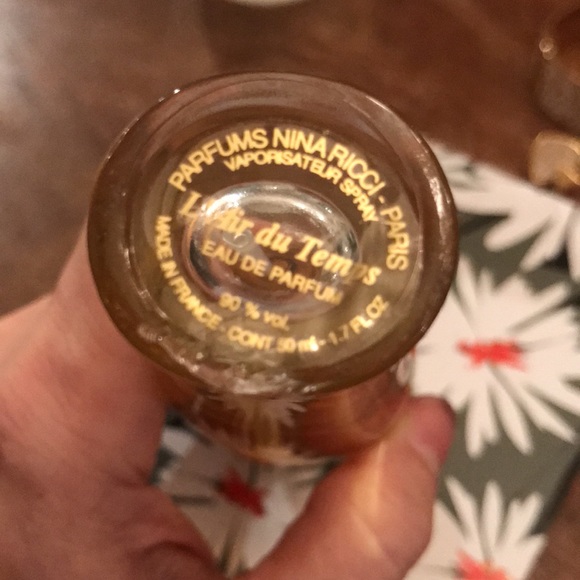 PARFUMS NINA RICCI - PARIS
VAPORISATEUR SPRAY
L'Air du Temps
EAU DE PARFUM
90 % vol.
MADE IN FRANCE - CONT. 50 ml - 1.7 FL.OZ